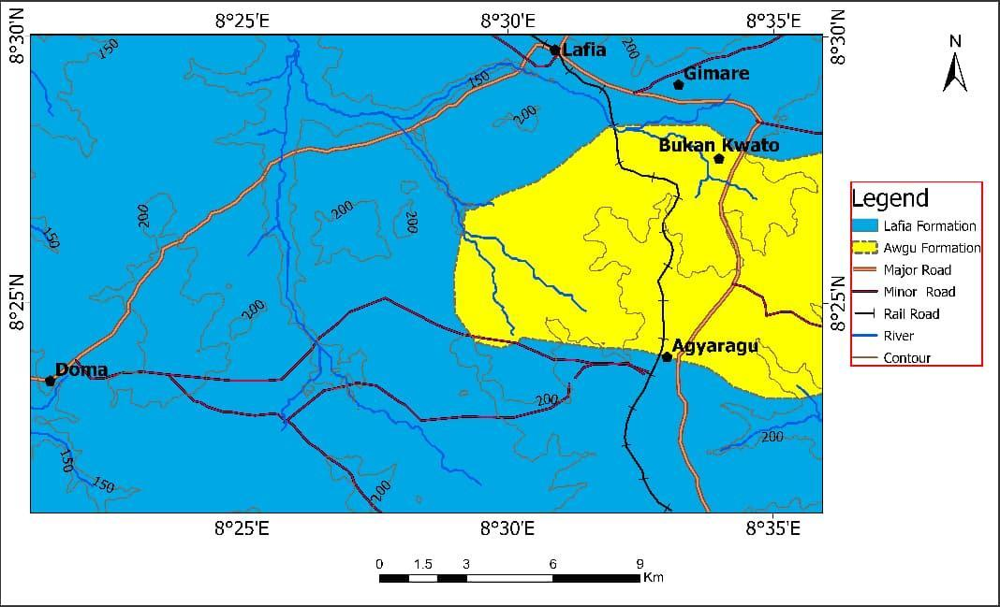 8°25'E 8°30'E 8°35'E
8°30'N
8°30'N
N
150
200
Lafia
Gimare
150
200
Bukan Kwato
200
200
200
150
200
8°25'N
8°25'N
Legend
Lafia Formation
Awgu Formation
Major Road
Minor Road
Rail Road
River
Contour
Agyaragu
Doma
200
200
150
150
200
8°25'E 8°30'E 8°35'E
0 1.5 3 6 9
Km